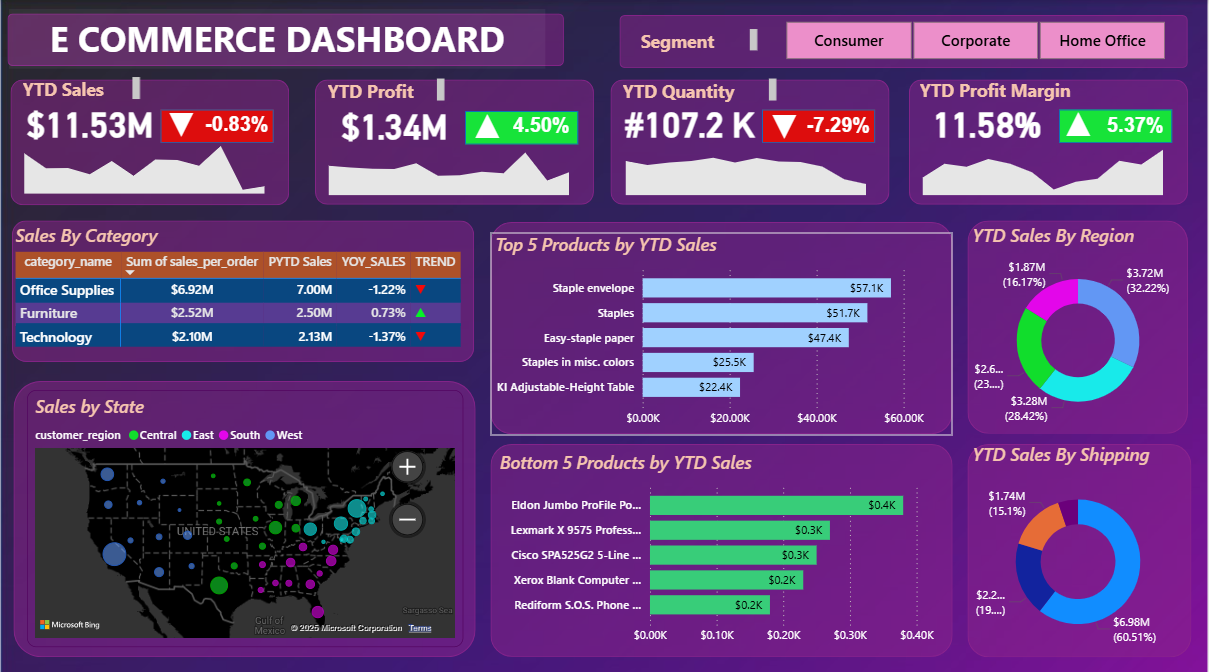 E COMMERCE DASHBOARD
Segment
Consumer Corporate Home Office
YTD Sales
$11.53M -0.83%
YTD Profit
$1.34M 4.50%
YTD Quantity
#107.2 K -7.29%
YTD Profit Margin
11.58% 5.37%
Sales By Category
category_name Sum of sales_per_order PYTD Sales YOY_SALES TREND
Office Supplies $6.92M 7.00M -1.22%
Furniture $2.52M 2.50M 0.73%
Technology $2.10M 2.13M -1.37%
Top 5 Products by YTD Sales
Staple envelope $57.1K
Staples $51.7K
Easy-staple paper $47.4K
Staples in misc. colors $25.5K
KI Adjustable-Height Table $22.4K
$0.00K $20.00K $40.00K $60.00K
YTD Sales By Region
$1.87M
(16.17%)
$3.72M
(32.22%)
$2.6...
(23....)
$3.28M
(28.42%)
Sales by State
customer_region Central East South West
+
−
UNITED STATES
Gulf of
Mexico
Sargasso Sea
Microsoft Bing
© 2025 Microsoft Corporation Terms
Bottom 5 Products by YTD Sales
Eldon Jumbo ProFile Po... $0.4K
Lexmark X 9575 Profess... $0.3K
Cisco SPA525G2 5-Line ... $0.3K
Xerox Blank Computer ... $0.2K
Rediform S.O.S. Phone ... $0.2K
$0.00K $0.10K $0.20K $0.30K $0.40K
YTD Sales By Shipping
$1.74M
(15.1%)
$2.2...
(19....)
$6.98M
(60.51%)